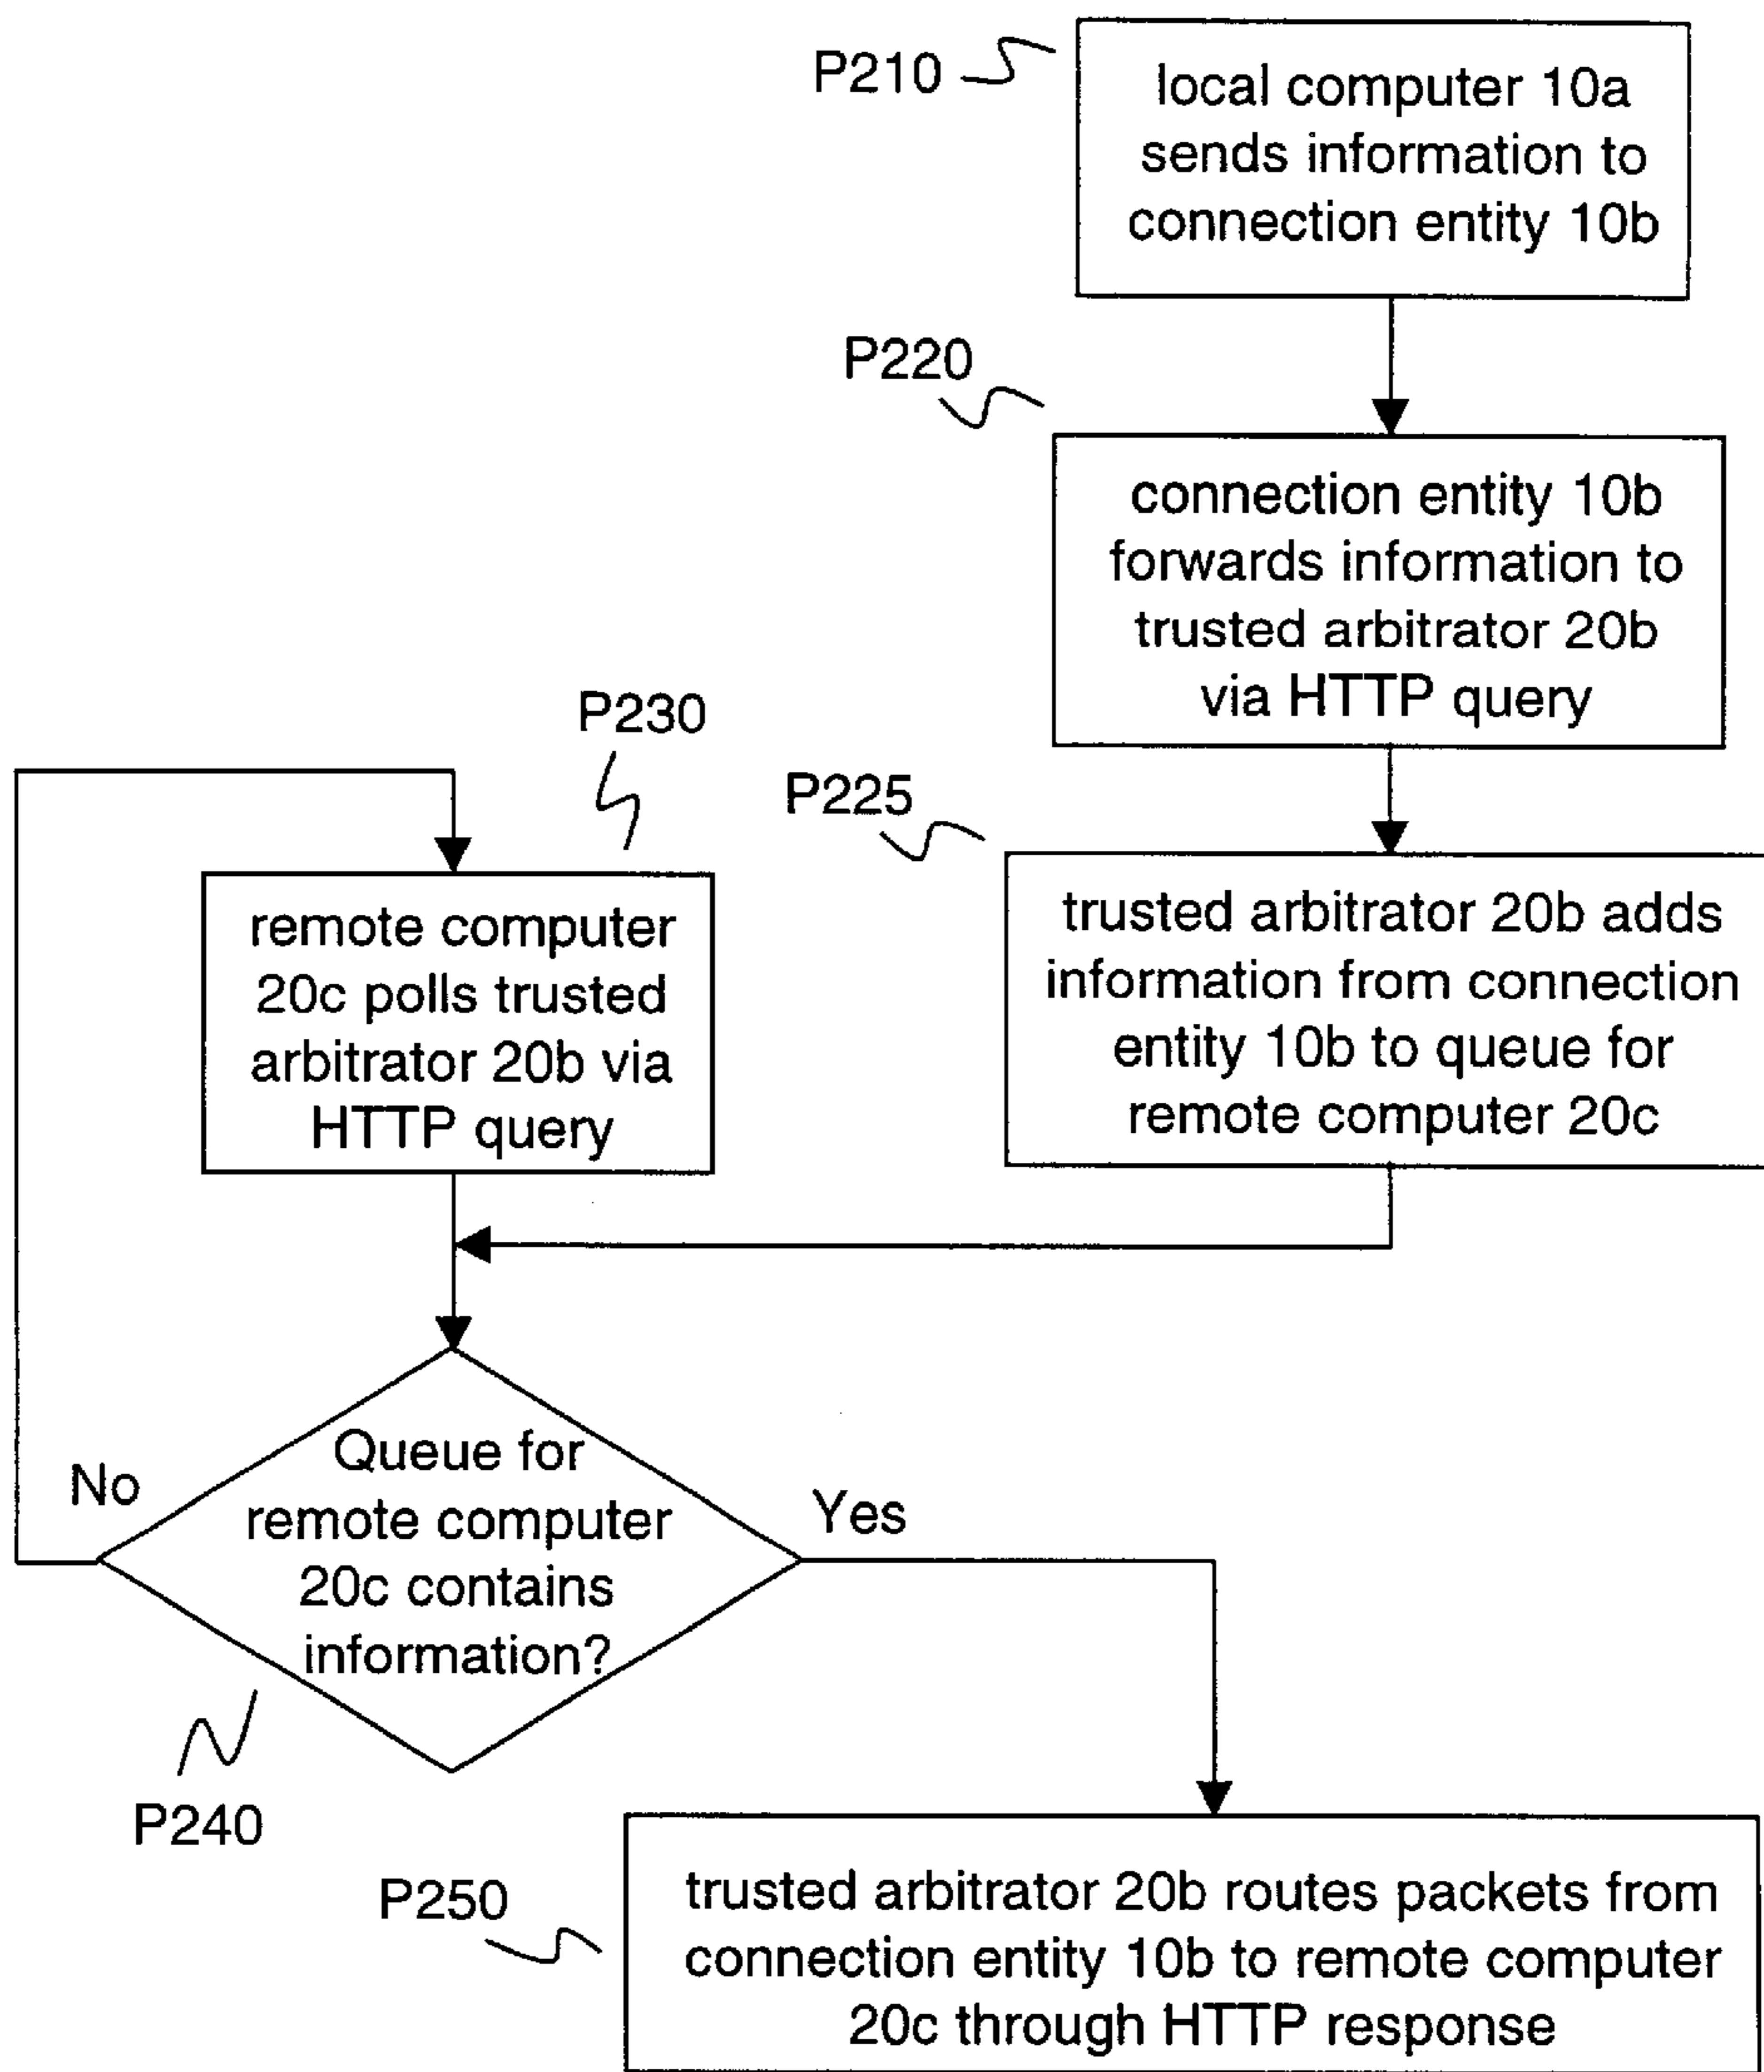 P210
local computer 10a
sends information to
connection entity 10b
P220
connection entity 10b
forwards information to
trusted arbitrator 20b
via HTTP query
P230
remote computer
20c polls trusted
arbitrator 20b via
HTTP query
P225
trusted arbitrator 20b adds
information from connection
entity 10b to queue for
remote computer 20c
No
Queue for
remote computer
20c contains
information?
Yes
P240
P250
trusted arbitrator 20b routes packets from
connection entity 10b to remote computer
20c through HTTP response